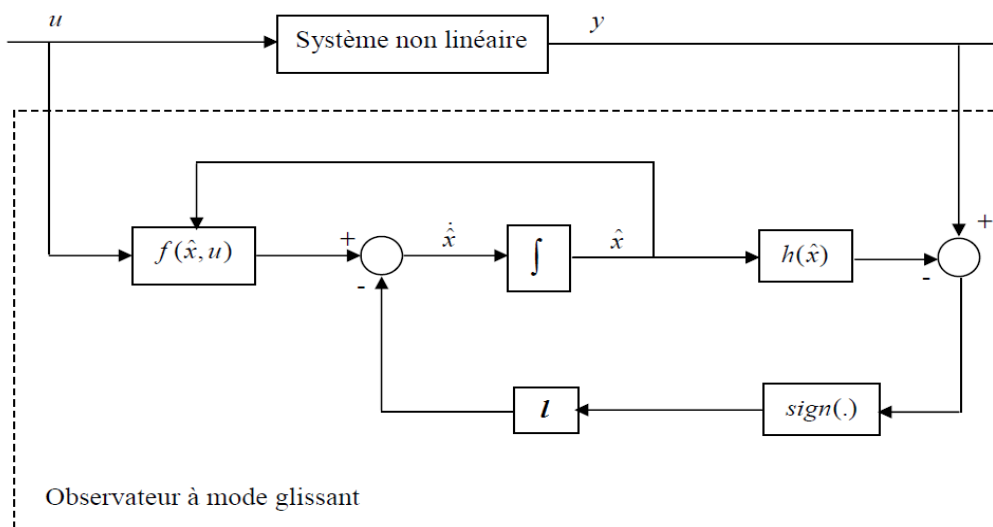 u
Système non linéaire
y
+
f(x̂, u)
+
-
x̂̇
∫
x̂
h(x̂)
-
l
sign(.)
Observateur à mode glissant